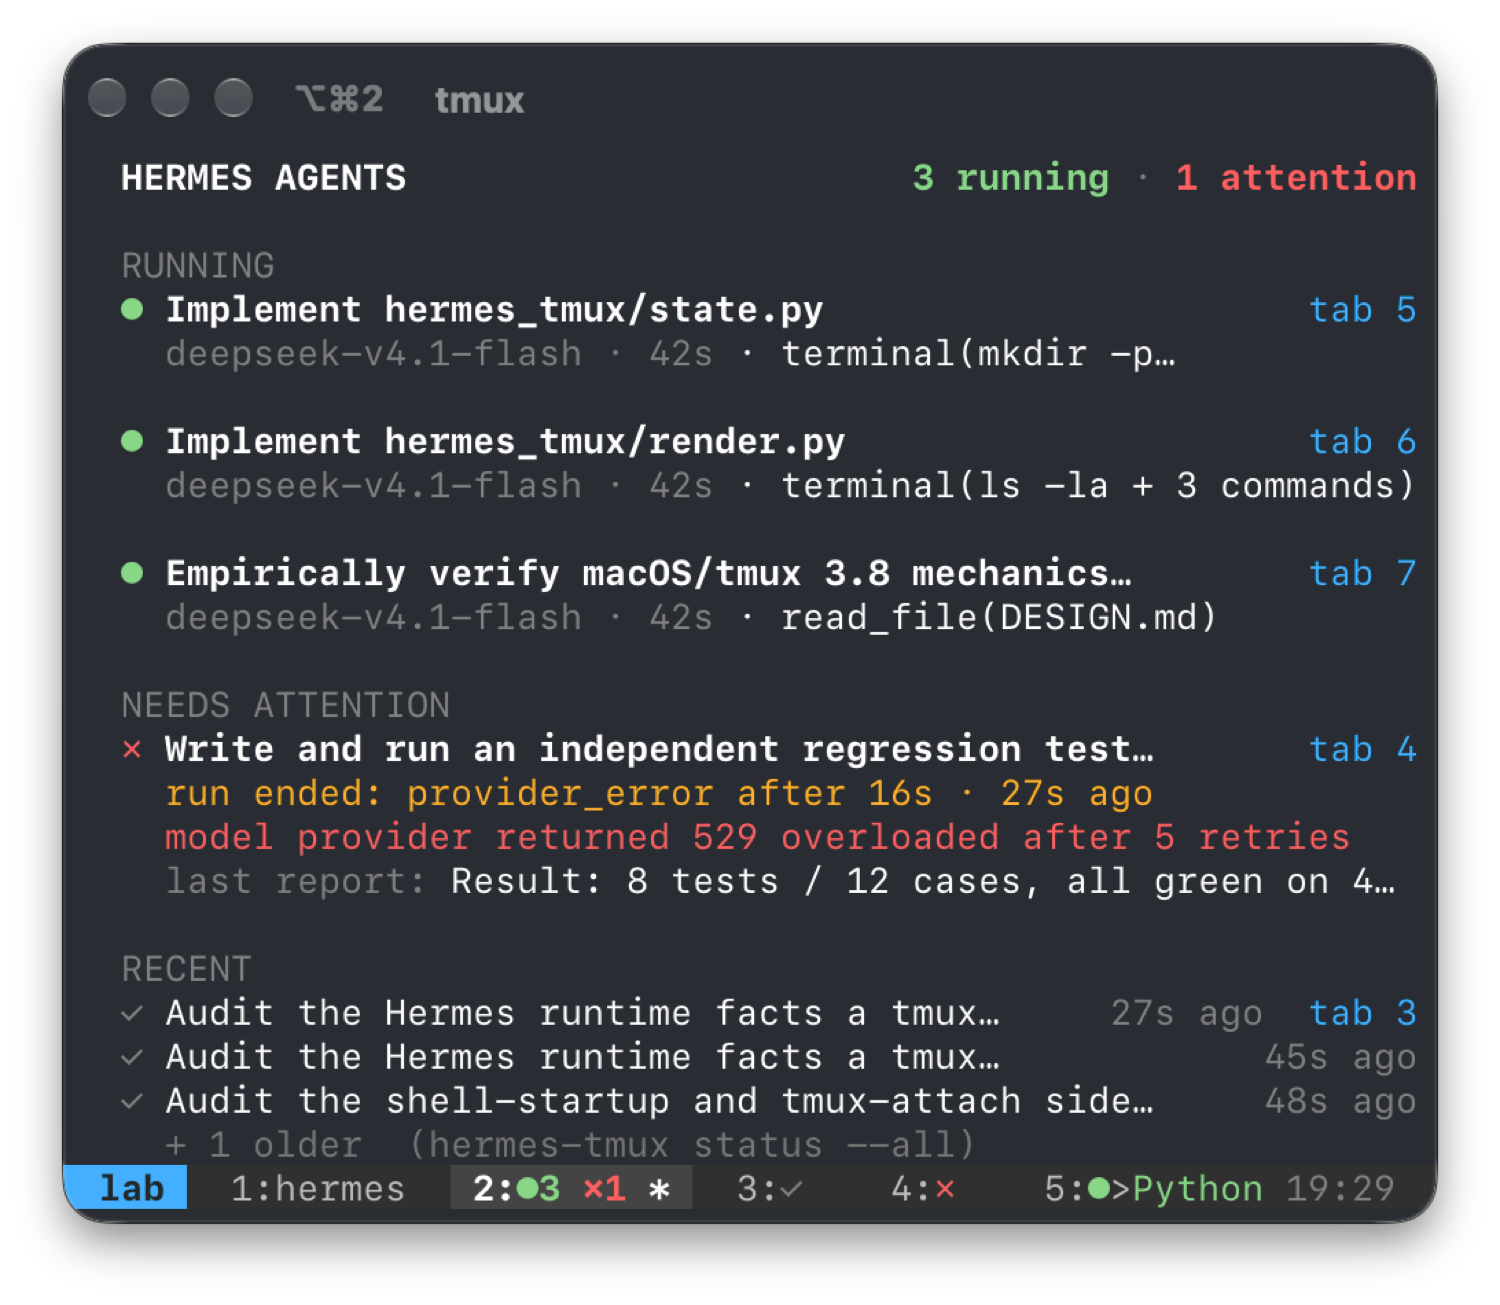 ⌥⌘2 tmux
HERMES AGENTS 3 running · 1 attention
RUNNING
● Implement hermes_tmux/state.py tab 5
deepseek-v4.1-flash · 42s · terminal(mkdir -p…
● Implement hermes_tmux/render.py tab 6
deepseek-v4.1-flash · 42s · terminal(ls -la + 3 commands)
● Empirically verify macOS/tmux 3.8 mechanics… tab 7
deepseek-v4.1-flash · 42s · read_file(DESIGN.md)
NEEDS ATTENTION
× Write and run an independent regression test… tab 4
run ended: provider_error after 16s · 27s ago
model provider returned 529 overloaded after 5 retries
last report: Result: 8 tests / 12 cases, all green on 4…
RECENT
✓ Audit the Hermes runtime facts a tmux… 27s ago tab 3
✓ Audit the Hermes runtime facts a tmux… 45s ago
✓ Audit the shell-startup and tmux-attach side… 48s ago
+ 1 older (hermes-tmux status --all)
lab 1:hermes 2:●3 ×1 * 3:✓ 4:× 5:●>Python 19:29